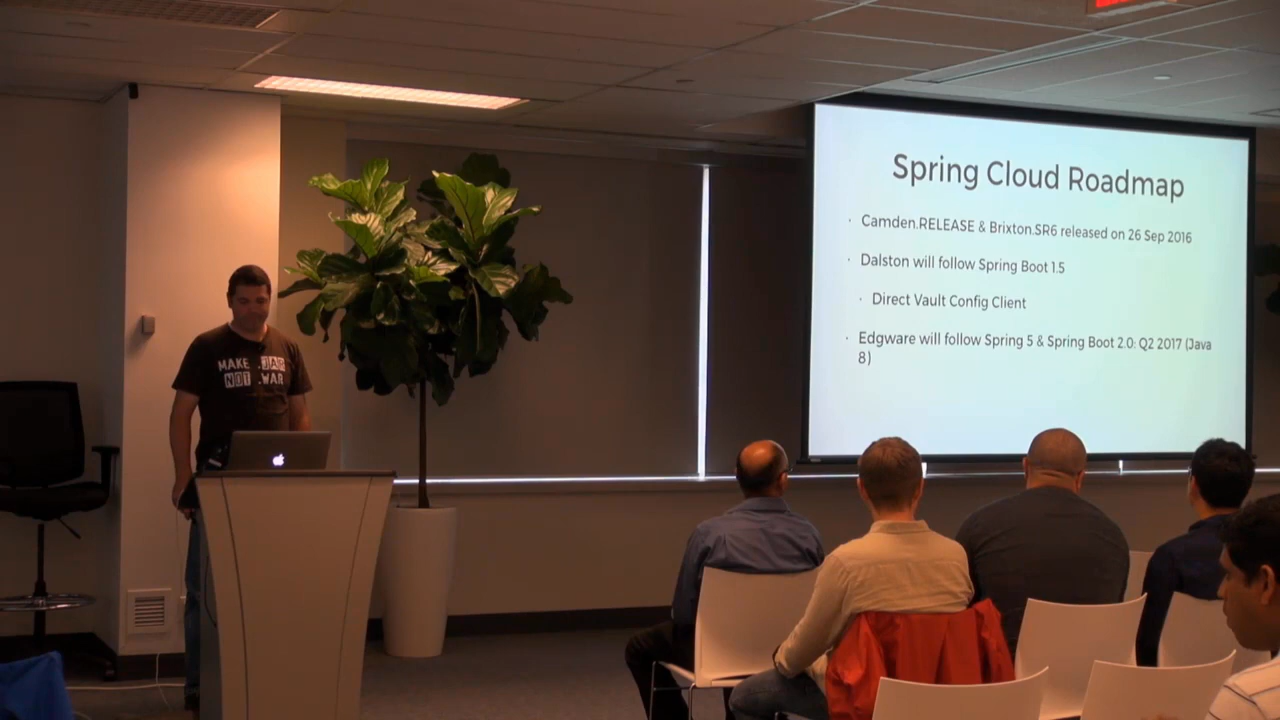 Spring Cloud Roadmap
· Camden.RELEASE & Brixton.SR6 released on 26 Sep 2016
· Dalston will follow Spring Boot 1.5
· Direct Vault Config Client
· Edgware will follow Spring 5 & Spring Boot 2.0: Q2 2017 (Java
8)
MAKE .JAR
NOT .WAR